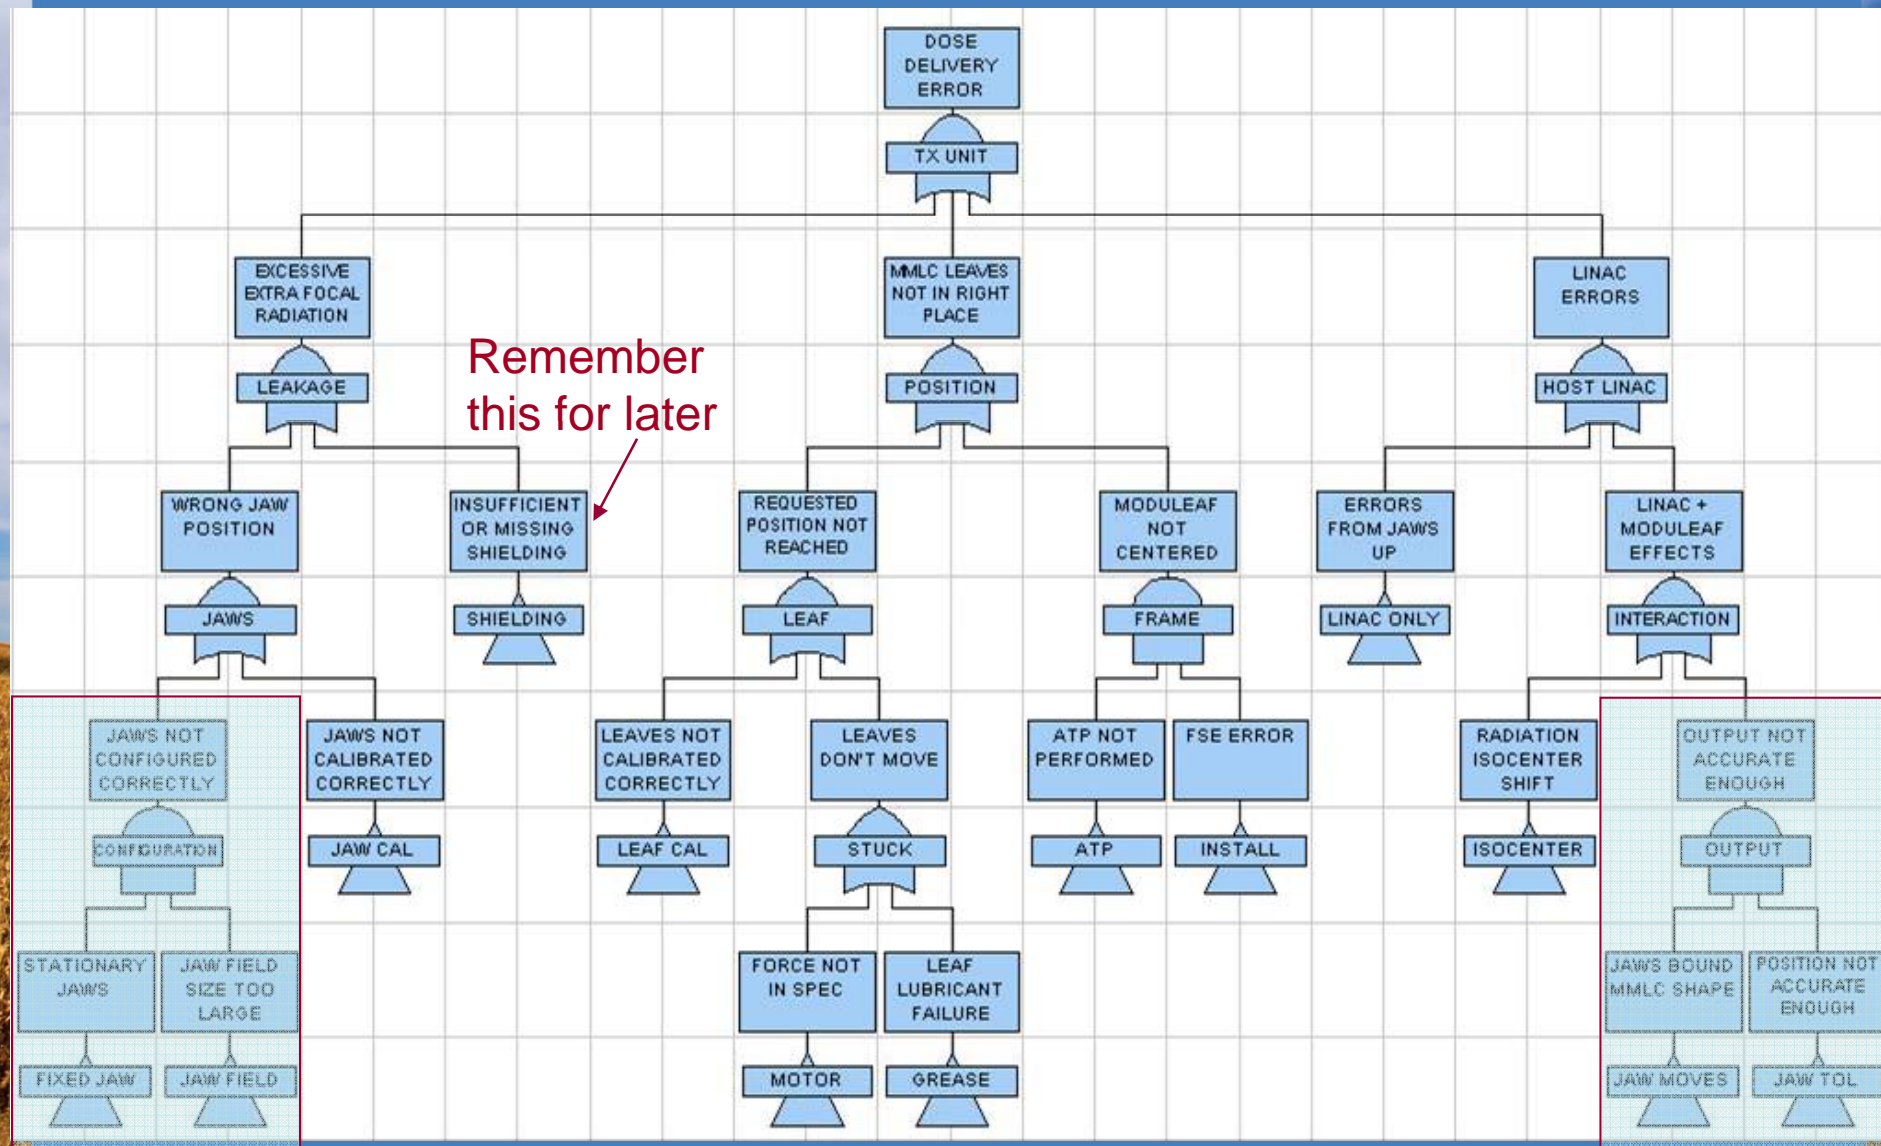 DOSE
DELIVERY
ERROR
TX UNIT
EXCESSIVE
EXTRA FOCAL
RADIATION
LEAKAGE
MMLC LEAVES
NOT IN RIGHT
PLACE
POSITION
LINAC
ERRORS
HOST LINAC
Remember
this for later
WRONG JAW
POSITION
JAWS
INSUFFICIENT
OR MISSING
SHIELDING
SHIELDING
REQUESTED
POSITION NOT
REACHED
LEAF
MODULEAF
NOT
CENTERED
FRAME
ERRORS
FROM JAWS
UP
LINAC ONLY
LINAC +
MODULEAF
EFFECTS
INTERACTION
JAWS NOT
CONFIGURED
CORRECTLY
CONFIGURATION
JAWS NOT
CALIBRATED
CORRECTLY
JAW CAL
LEAVES NOT
CALIBRATED
CORRECTLY
LEAF CAL
LEAVES
DON'T MOVE
STUCK
ATP NOT
PERFORMED
ATP
FSE ERROR
INSTALL
RADIATION
ISOCENTER
SHIFT
ISOCENTER
OUTPUT NOT
ACCURATE
ENOUGH
OUTPUT
STATIONARY
JAWS
FIXED JAW
JAW FIELD
SIZE TOO
LARGE
JAW FIELD
FORCE NOT
IN SPEC
MOTOR
LEAF
LUBRICANT
FAILURE
GREASE
JAWS BOUND
MMLC SHAPE
JAW MOVES
POSITION NOT
ACCURATE
ENOUGH
JAW TOL